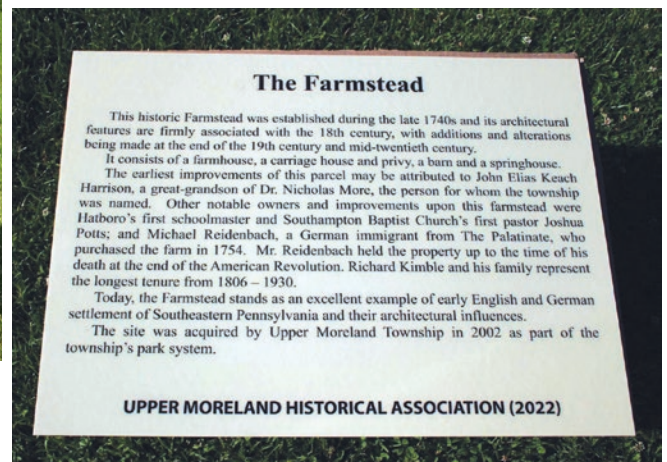 The Farmstead
This historic Farmstead was established during the late 1740s and its architectural
features are firmly associated with the 18th century, with additions and alterations
being made at the end of the 19th century and mid-twentieth century.
It consists of a farmhouse, a carriage house and privy, a barn and a springhouse.
The earliest improvements of this parcel may be attributed to John Elias Keach
Harrison, a great-grandson of Dr. Nicholas More, the person for whom the township
was named. Other notable owners and improvements upon this farmstead were
Hatboro's first schoolmaster and Southampton Baptist Church's first pastor Joshua
Potts; and Michael Reidenbach, a German immigrant from The Palatinate, who
purchased the farm in 1754. Mr. Reidenbach held the property up to the time of his
death at the end of the American Revolution. Richard Kimble and his family represent
the longest tenure from 1806 – 1930.
Today, the Farmstead stands as an excellent example of early English and German
settlement of Southeastern Pennsylvania and their architectural influences.
The site was acquired by Upper Moreland Township in 2002 as part of the
township's park system.
UPPER MORELAND HISTORICAL ASSOCIATION (2022)